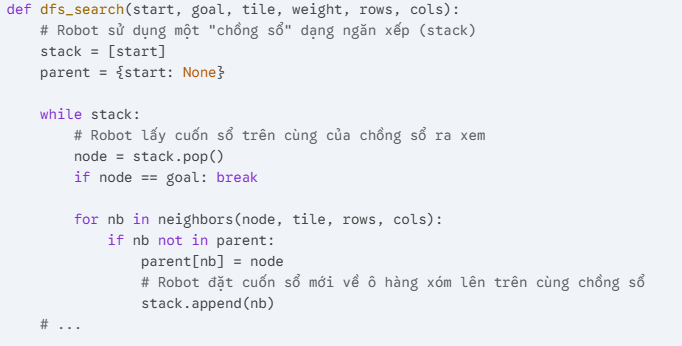 def dfs_search(start, goal, tile, weight, rows, cols):
    # Robot sử dụng một "chồng sổ" dạng ngăn xếp (stack)
    stack = [start]
    parent = {start: None}

    while stack:
        # Robot lấy cuốn sổ trên cùng của chồng sổ ra xem
        node = stack.pop()
        if node == goal: break

        for nb in neighbors(node, tile, rows, cols):
            if nb not in parent:
                parent[nb] = node
                # Robot đặt cuốn sổ mới về ô hàng xóm lên trên cùng chồng sổ
                stack.append(nb)
    # ...